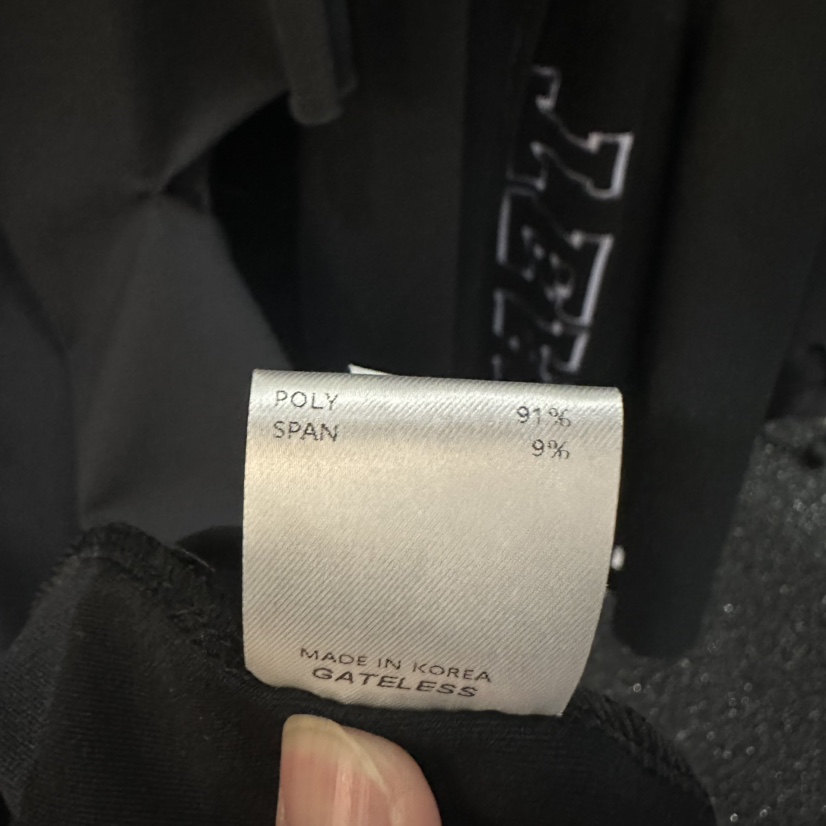 POLY 91%
SPAN 9%
MADE IN KOREA
GATELESS